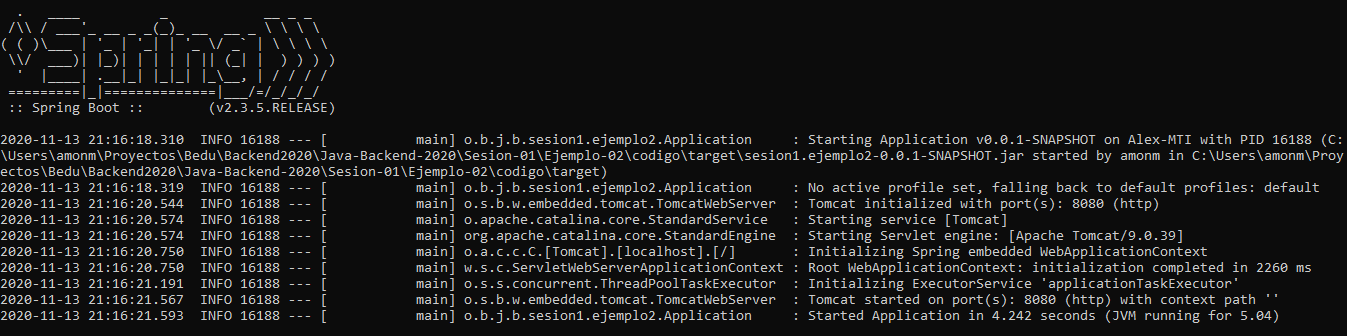 .   ____          _            __ _ _
 /\\ / ___'_ __ _ _(_)_ __  __ _ \ \ \ \
( ( )\___ | '_ | '_| | '_ \/ _` | \ \ \ \
 \\/  ___)| |_)| | | | | || (_| |  ) ) ) )
  '  |____| .__|_| |_|_| |_\__, | / / / /
 =========|_|==============|___/=/_/_/_/
 :: Spring Boot ::        (v2.3.5.RELEASE)

2020-11-13 21:16:18.310  INFO 16188 --- [           main] o.b.j.b.sesion1.ejemplo2.Application     : Starting Application v0.0.1-SNAPSHOT on Alex-MTI with PID 16188 (C:
\Users\amonm\Proyectos\Bedu\Backend2020\Java-Backend-2020\Sesion-01\Ejemplo-02\codigo\target\sesion1.ejemplo2-0.0.1-SNAPSHOT.jar started by amonm in C:\Users\amonm\Proy
ectos\Bedu\Backend2020\Java-Backend-2020\Sesion-01\Ejemplo-02\codigo\target)
2020-11-13 21:16:18.319  INFO 16188 --- [           main] o.b.j.b.sesion1.ejemplo2.Application     : No active profile set, falling back to default profiles: default
2020-11-13 21:16:20.544  INFO 16188 --- [           main] o.s.b.w.embedded.tomcat.TomcatWebServer  : Tomcat initialized with port(s): 8080 (http)
2020-11-13 21:16:20.574  INFO 16188 --- [           main] o.apache.catalina.core.StandardService   : Starting service [Tomcat]
2020-11-13 21:16:20.574  INFO 16188 --- [           main] org.apache.catalina.core.StandardEngine  : Starting Servlet engine: [Apache Tomcat/9.0.39]
2020-11-13 21:16:20.750  INFO 16188 --- [           main] o.a.c.c.C.[Tomcat].[localhost].[/]       : Initializing Spring embedded WebApplicationContext
2020-11-13 21:16:20.750  INFO 16188 --- [           main] w.s.c.ServletWebServerApplicationContext : Root WebApplicationContext: initialization completed in 2260 ms
2020-11-13 21:16:21.191  INFO 16188 --- [           main] o.s.s.concurrent.ThreadPoolTaskExecutor  : Initializing ExecutorService 'applicationTaskExecutor'
2020-11-13 21:16:21.567  INFO 16188 --- [           main] o.s.b.w.embedded.tomcat.TomcatWebServer  : Tomcat started on port(s): 8080 (http) with context path ''
2020-11-13 21:16:21.593  INFO 16188 --- [           main] o.b.j.b.sesion1.ejemplo2.Application     : Started Application in 4.242 seconds (JVM running for 5.04)